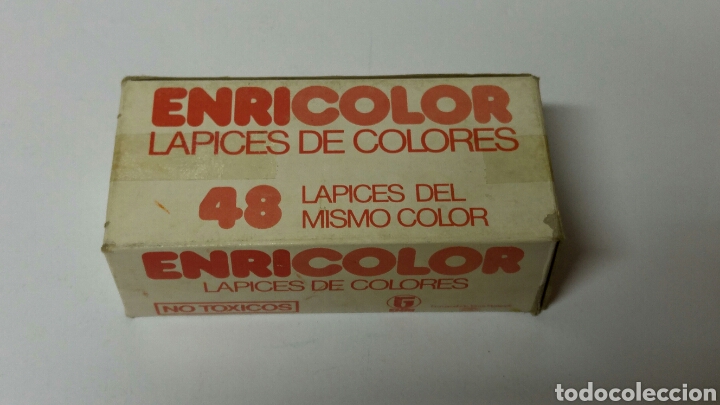 ENRICOLOR
LAPICES DE COLORES
48 LAPICES DEL
MISMO COLOR
ENRICOLOR
LAPICES DE COLORES
NO TOXICOS
todocoleccion